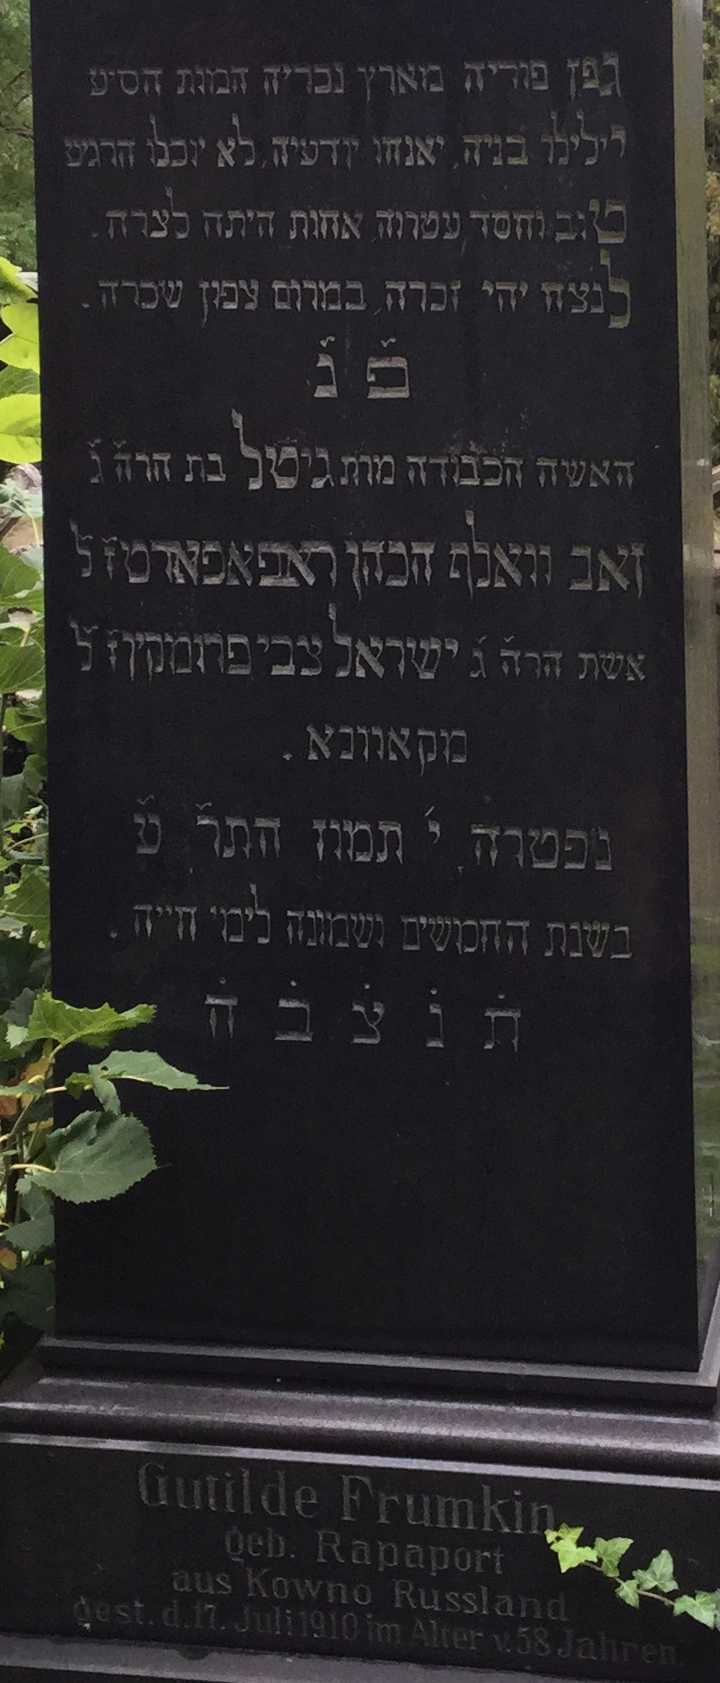 גפן פוריה מארץ נכריה המות הסיע
יילילו בניה, יאנחו יודעיה, לא יוכלו הרגיע
טוב וחסד עטרוה, אחות היתה לצרה.
לנצח יהי זכרה, במרום צפון שכרה.
פ״ נ״
האשה הכבודה מרת גיטל בת הרה״ ג׳
זאב וואלף הכהן ראפאפארט ז״ ל
אשת הרה״ ג׳ ישראל צבי פרומקין ז״ ל
מקאוונא.
נפטרה י׳ תמוז התר״ ע״
בשנת החמשים ושמונה לימי חייה.
ת נ צ ב ה
Gutilde Frumkin
geb. Rapaport
aus Kowno Russland
gest. d. 17. Juli 1910 im Alter v. 58 Jahren.